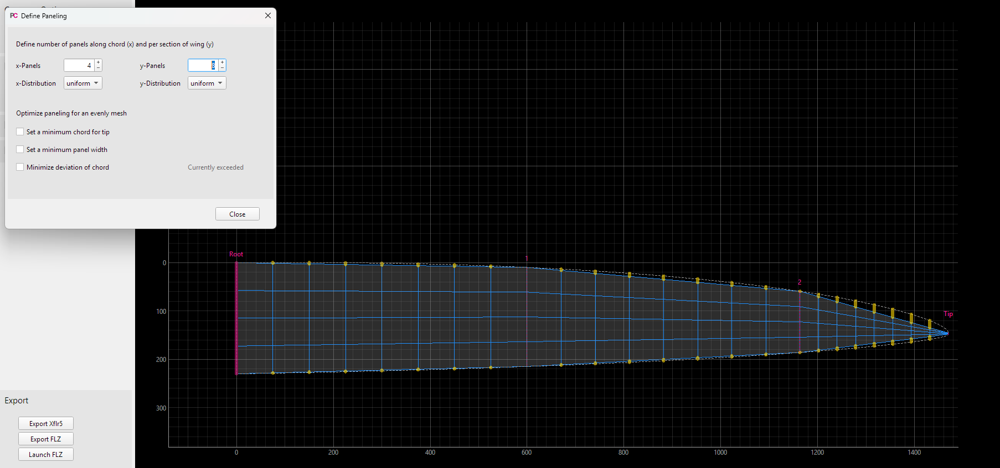 PC Define Paneling
Define number of panels along chord (x) and per section of wing (y)
x-Panels 4 + − y-Panels 8 + −
x-Distribution uniform y-Distribution uniform
Optimize paneling for an evenly mesh
Set a minimum chord for tip
Set a minimum panel width
Minimize deviation of chord Currently exceeded
Close
Root
1
2
Tip
0
100
200
300
0 200 400 600 800 1000 1200 1400
Export
Export Xflr5
Export FLZ
Launch FLZ